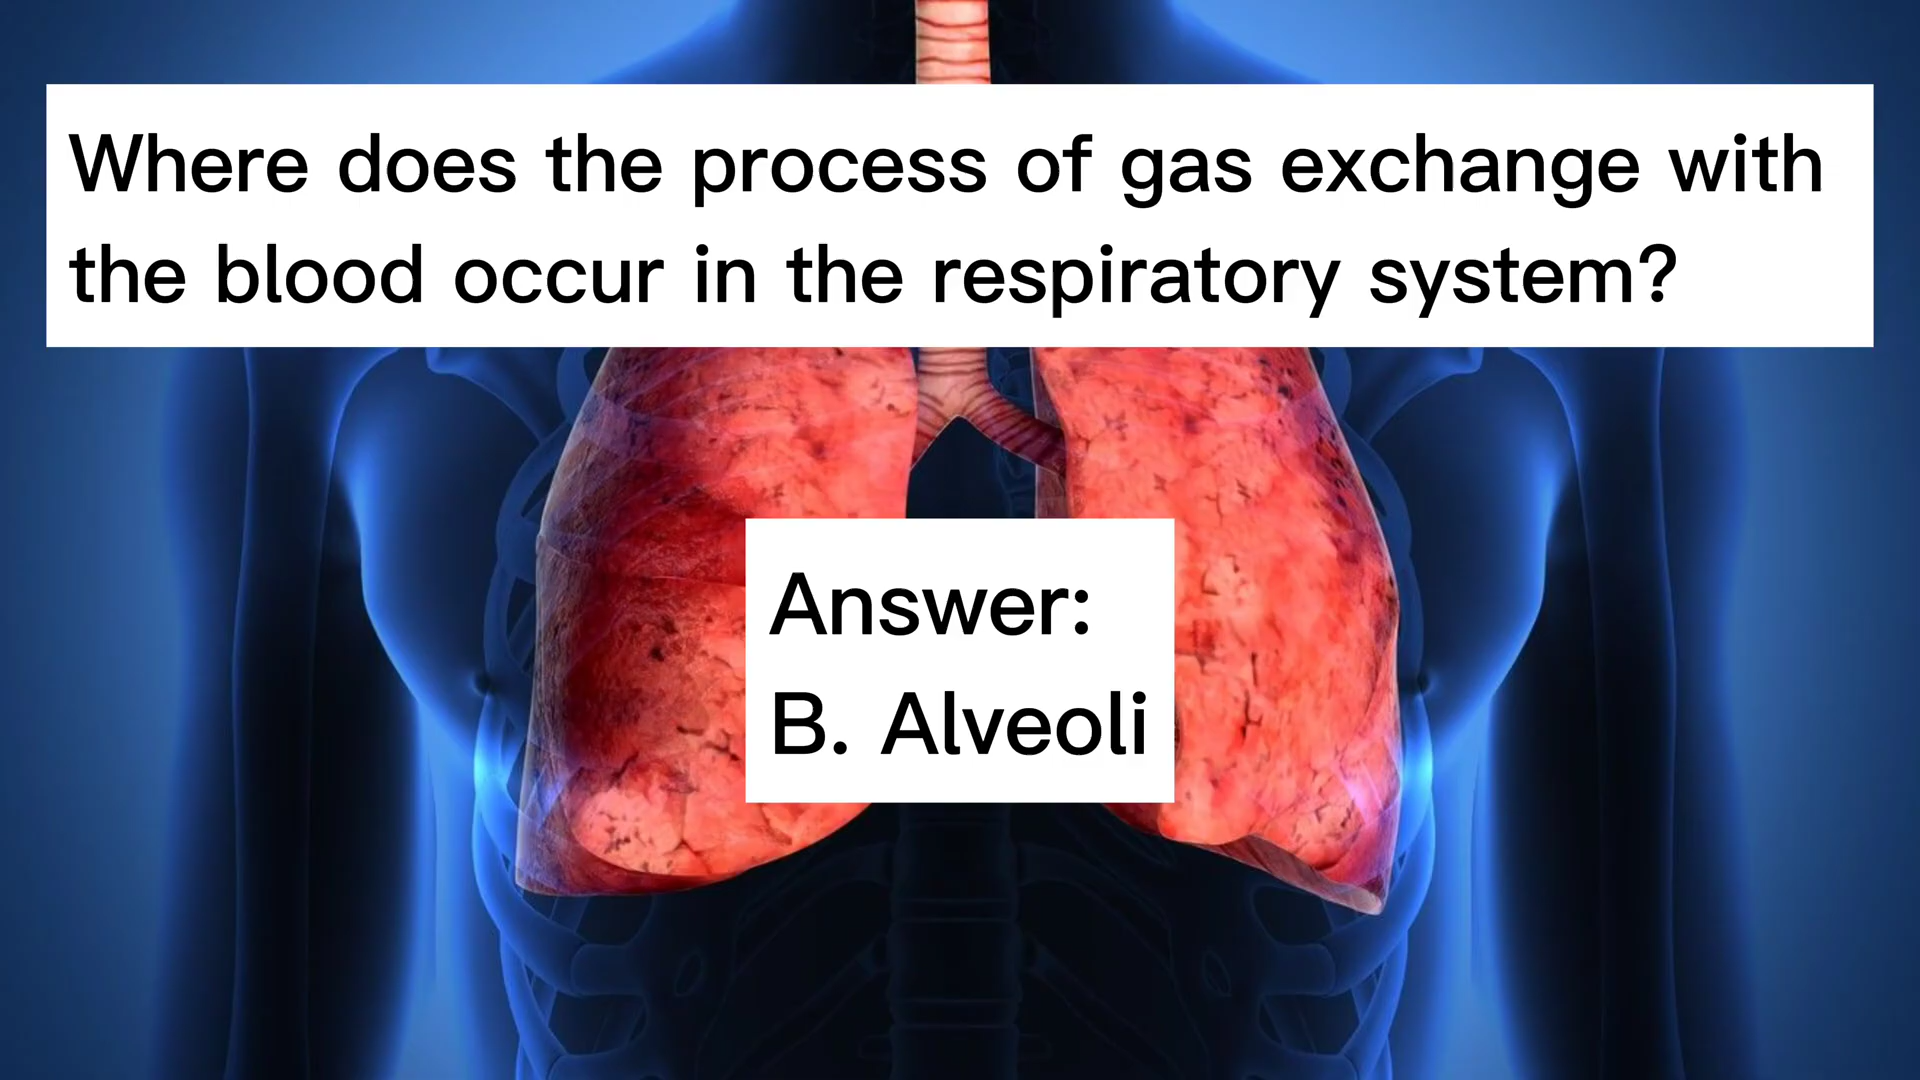 Where does the process of gas exchange with
the blood occur in the respiratory system?
Answer:
B. Alveoli